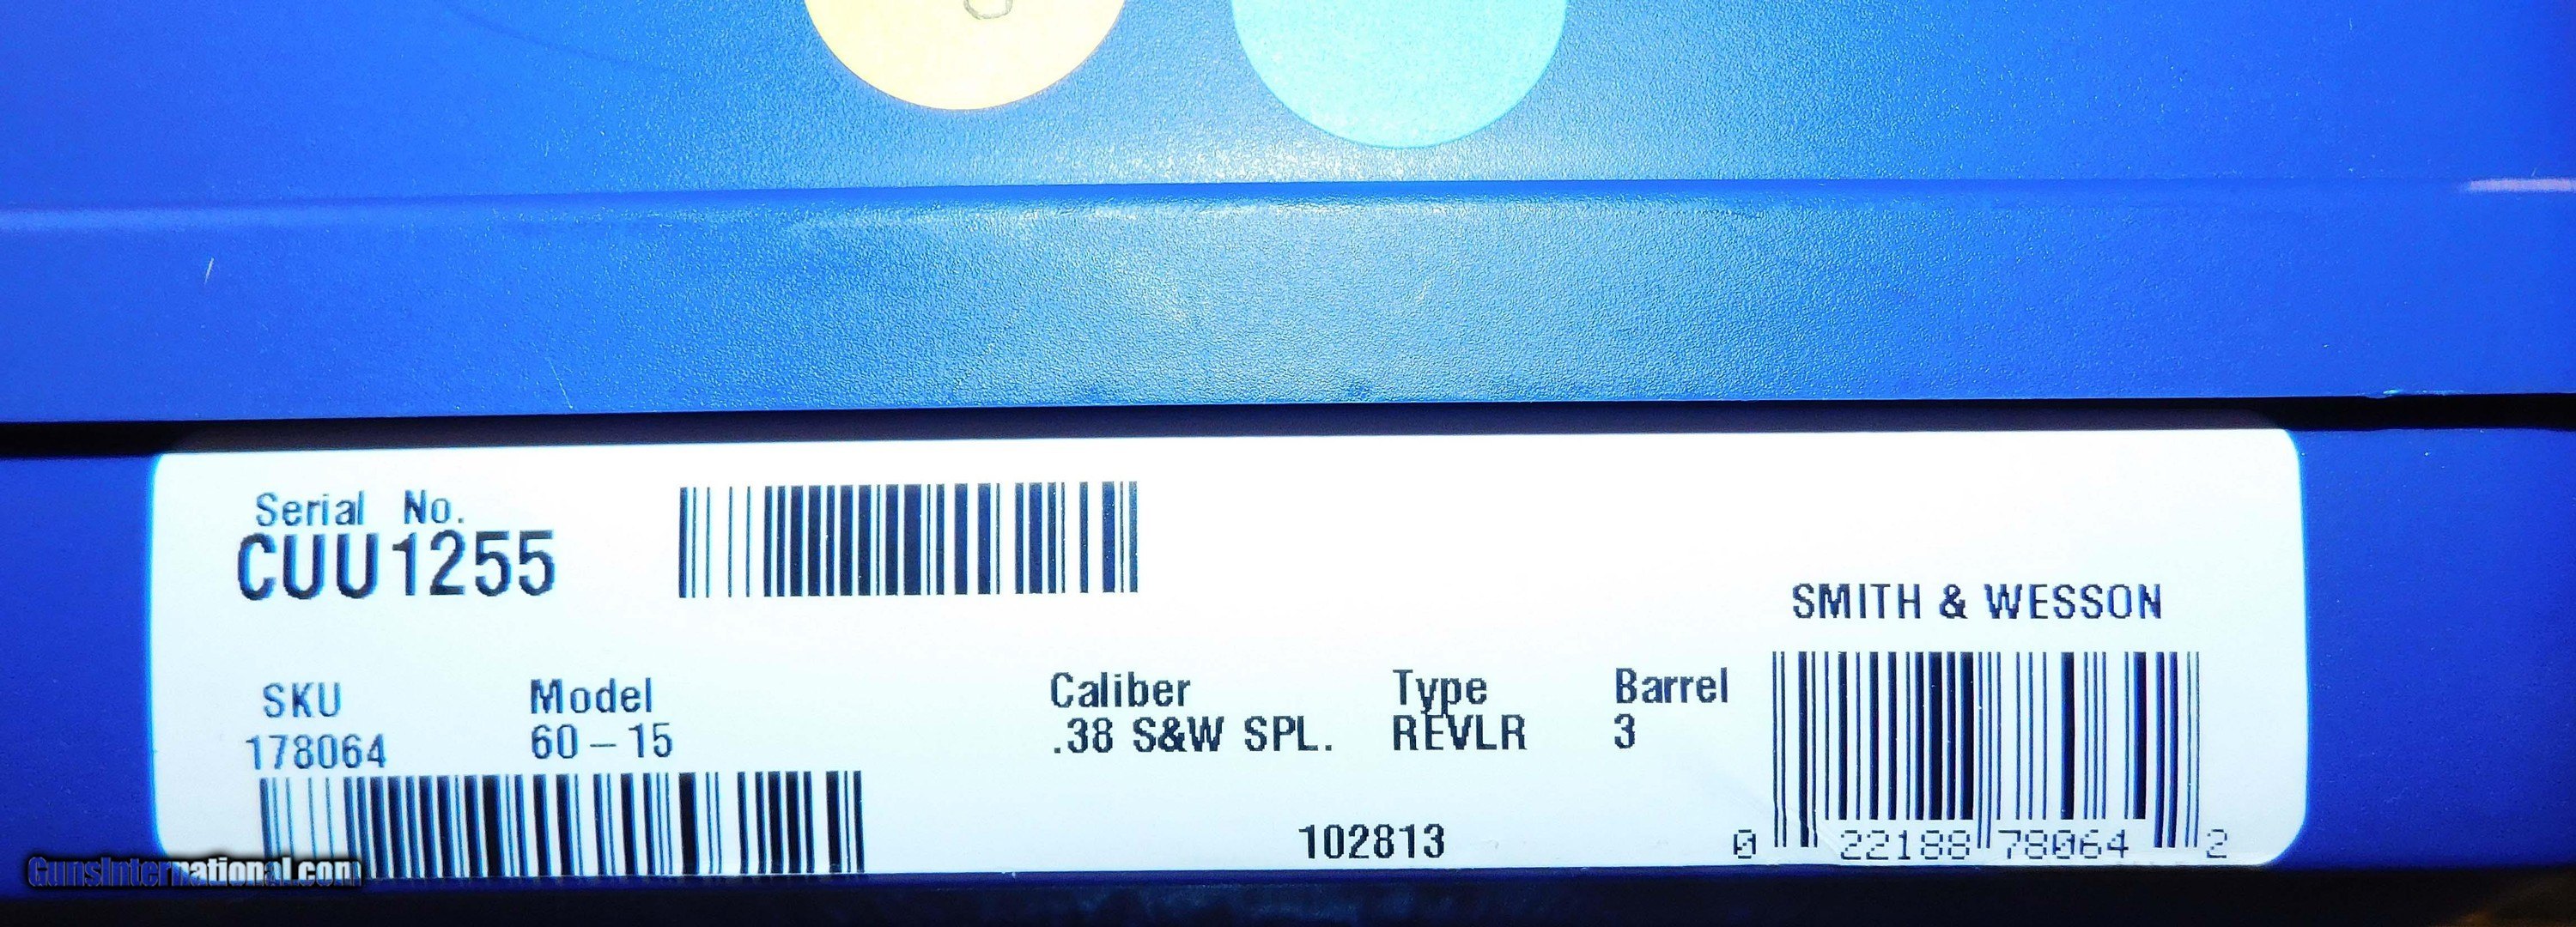 Serial No.
CUU1255
SMITH & WESSON
SKU Model Caliber Type Barrel
178064 60-15 .38 S&W SPL. REVLR 3
102813
0 22188 78064 2
GunsInternational.com